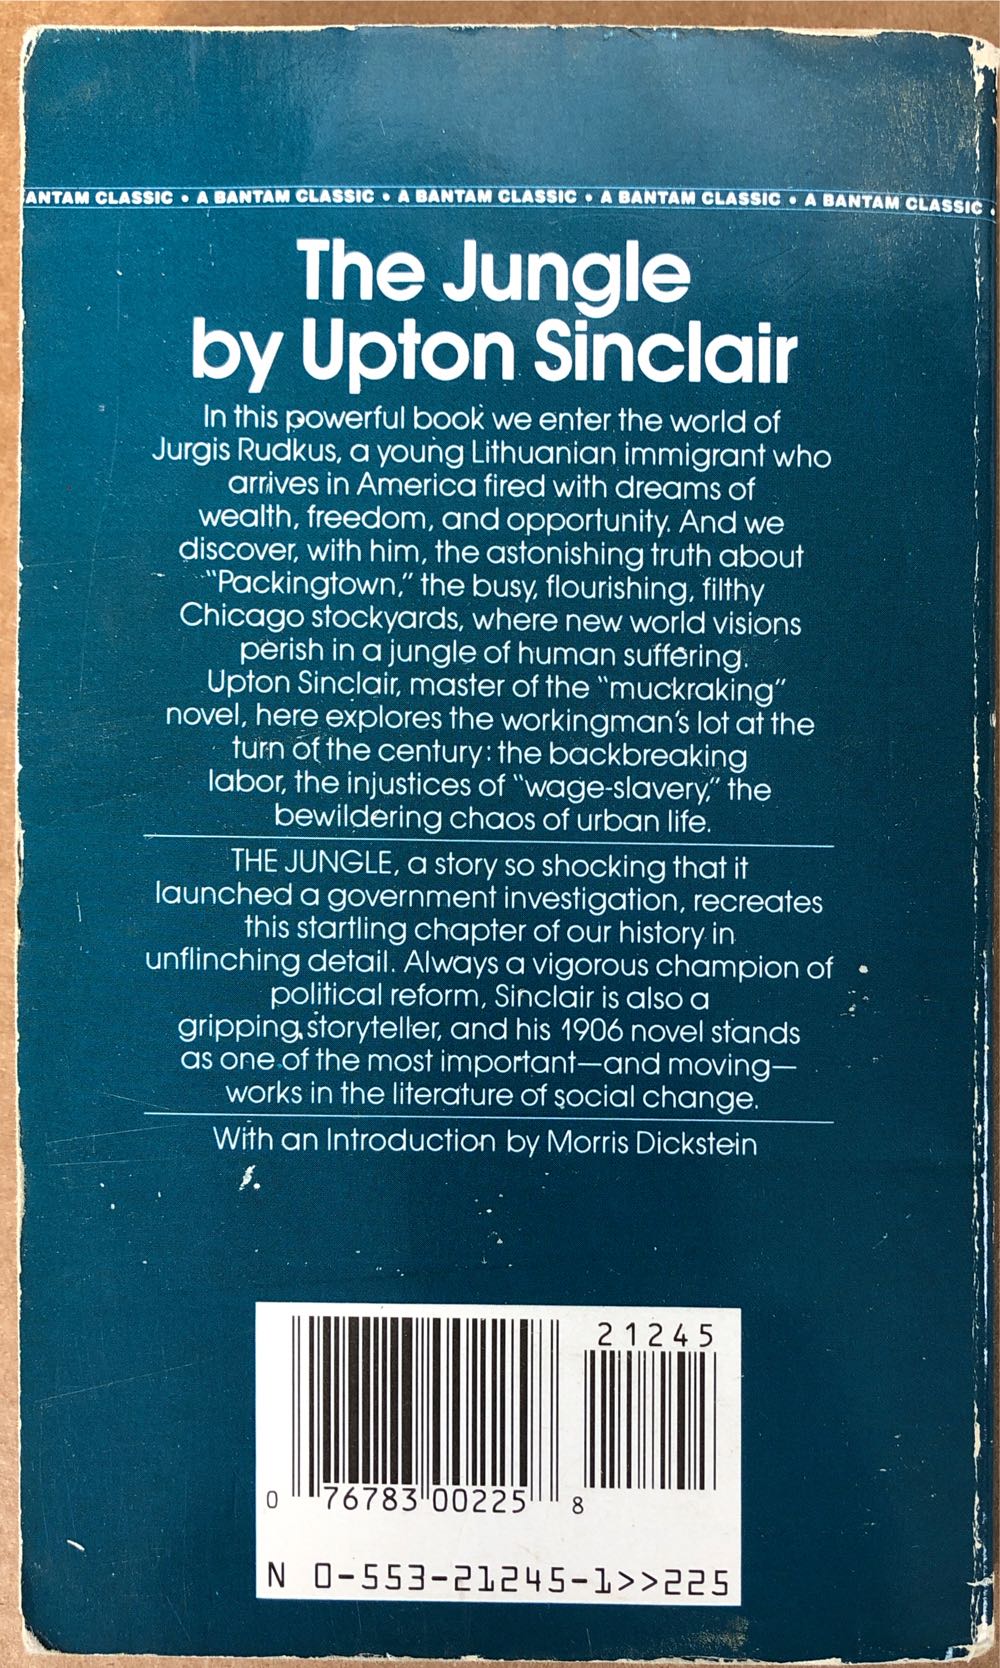 ANTAM CLASSIC • A BANTAM CLASSIC • A BANTAM CLASSIC • A BANTAM CLASSIC • A BANTAM CLASSIC •
The Jungle
by Upton Sinclair
In this powerful book we enter the world of
Jurgis Rudkus, a young Lithuanian immigrant who
arrives in America fired with dreams of
wealth, freedom, and opportunity. And we
discover, with him, the astonishing truth about
"Packingtown," the busy, flourishing, filthy
Chicago stockyards, where new world visions
perish in a jungle of human suffering.
Upton Sinclair, master of the "muckraking"
novel, here explores the workingman's lot at the
turn of the century: the backbreaking
labor, the injustices of "wage-slavery," the
bewildering chaos of urban life.
THE JUNGLE, a story so shocking that it
launched a government investigation, recreates
this startling chapter of our history in
unflinching detail. Always a vigorous champion of
political reform, Sinclair is also a
gripping storyteller, and his 1906 novel stands
as one of the most important—and moving—
works in the literature of social change.
With an Introduction by Morris Dickstein
21245
0 76783 00225 8
N 0-553-21245-1>>225